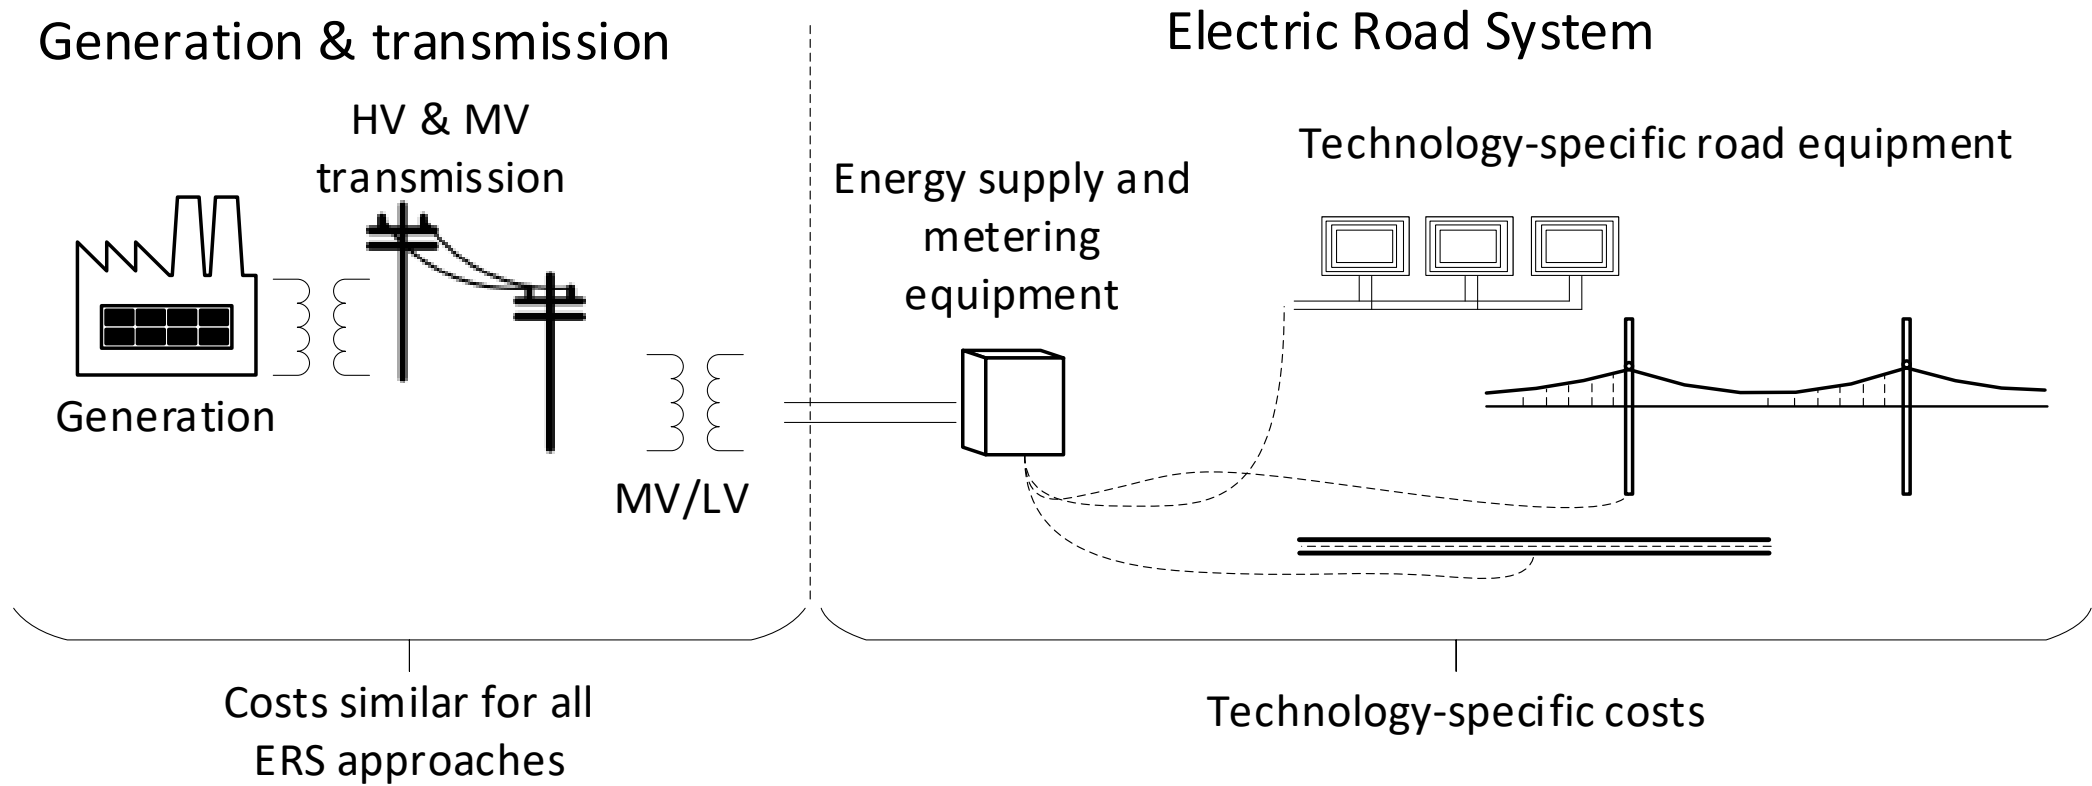 Generation & transmission
Electric Road System
HV & MV
transmission
Technology-specific road equipment
Energy supply and
metering
equipment
Generation
MV/LV
Costs similar for all
ERS approaches
Technology-specific costs